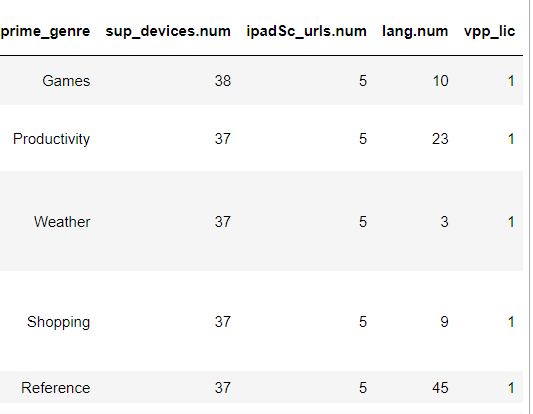 prime_genre sup_devices.num ipadSc_urls.num lang.num vpp_lic
Games 38 5 10 1
Productivity 37 5 23 1
Weather 37 5 3 1
Shopping 37 5 9 1
Reference 37 5 45 1